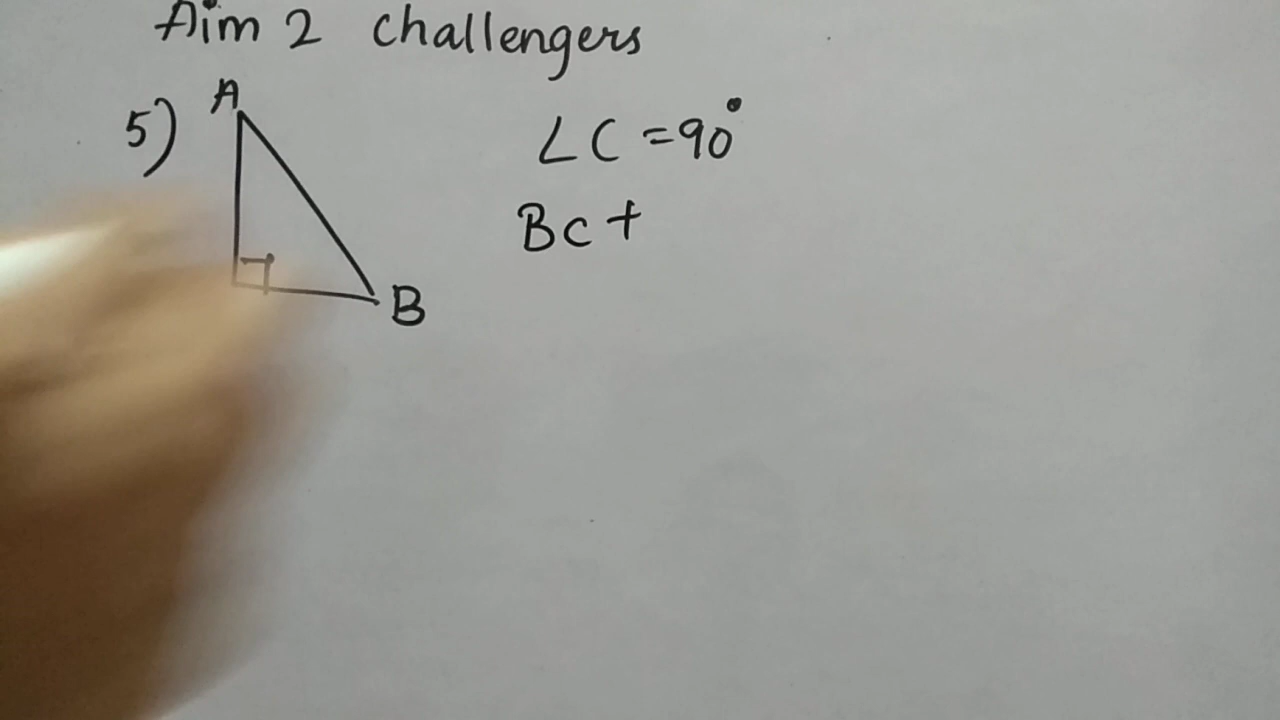 Aim 2 challengers
5) A
∠C =90°
BC +
B